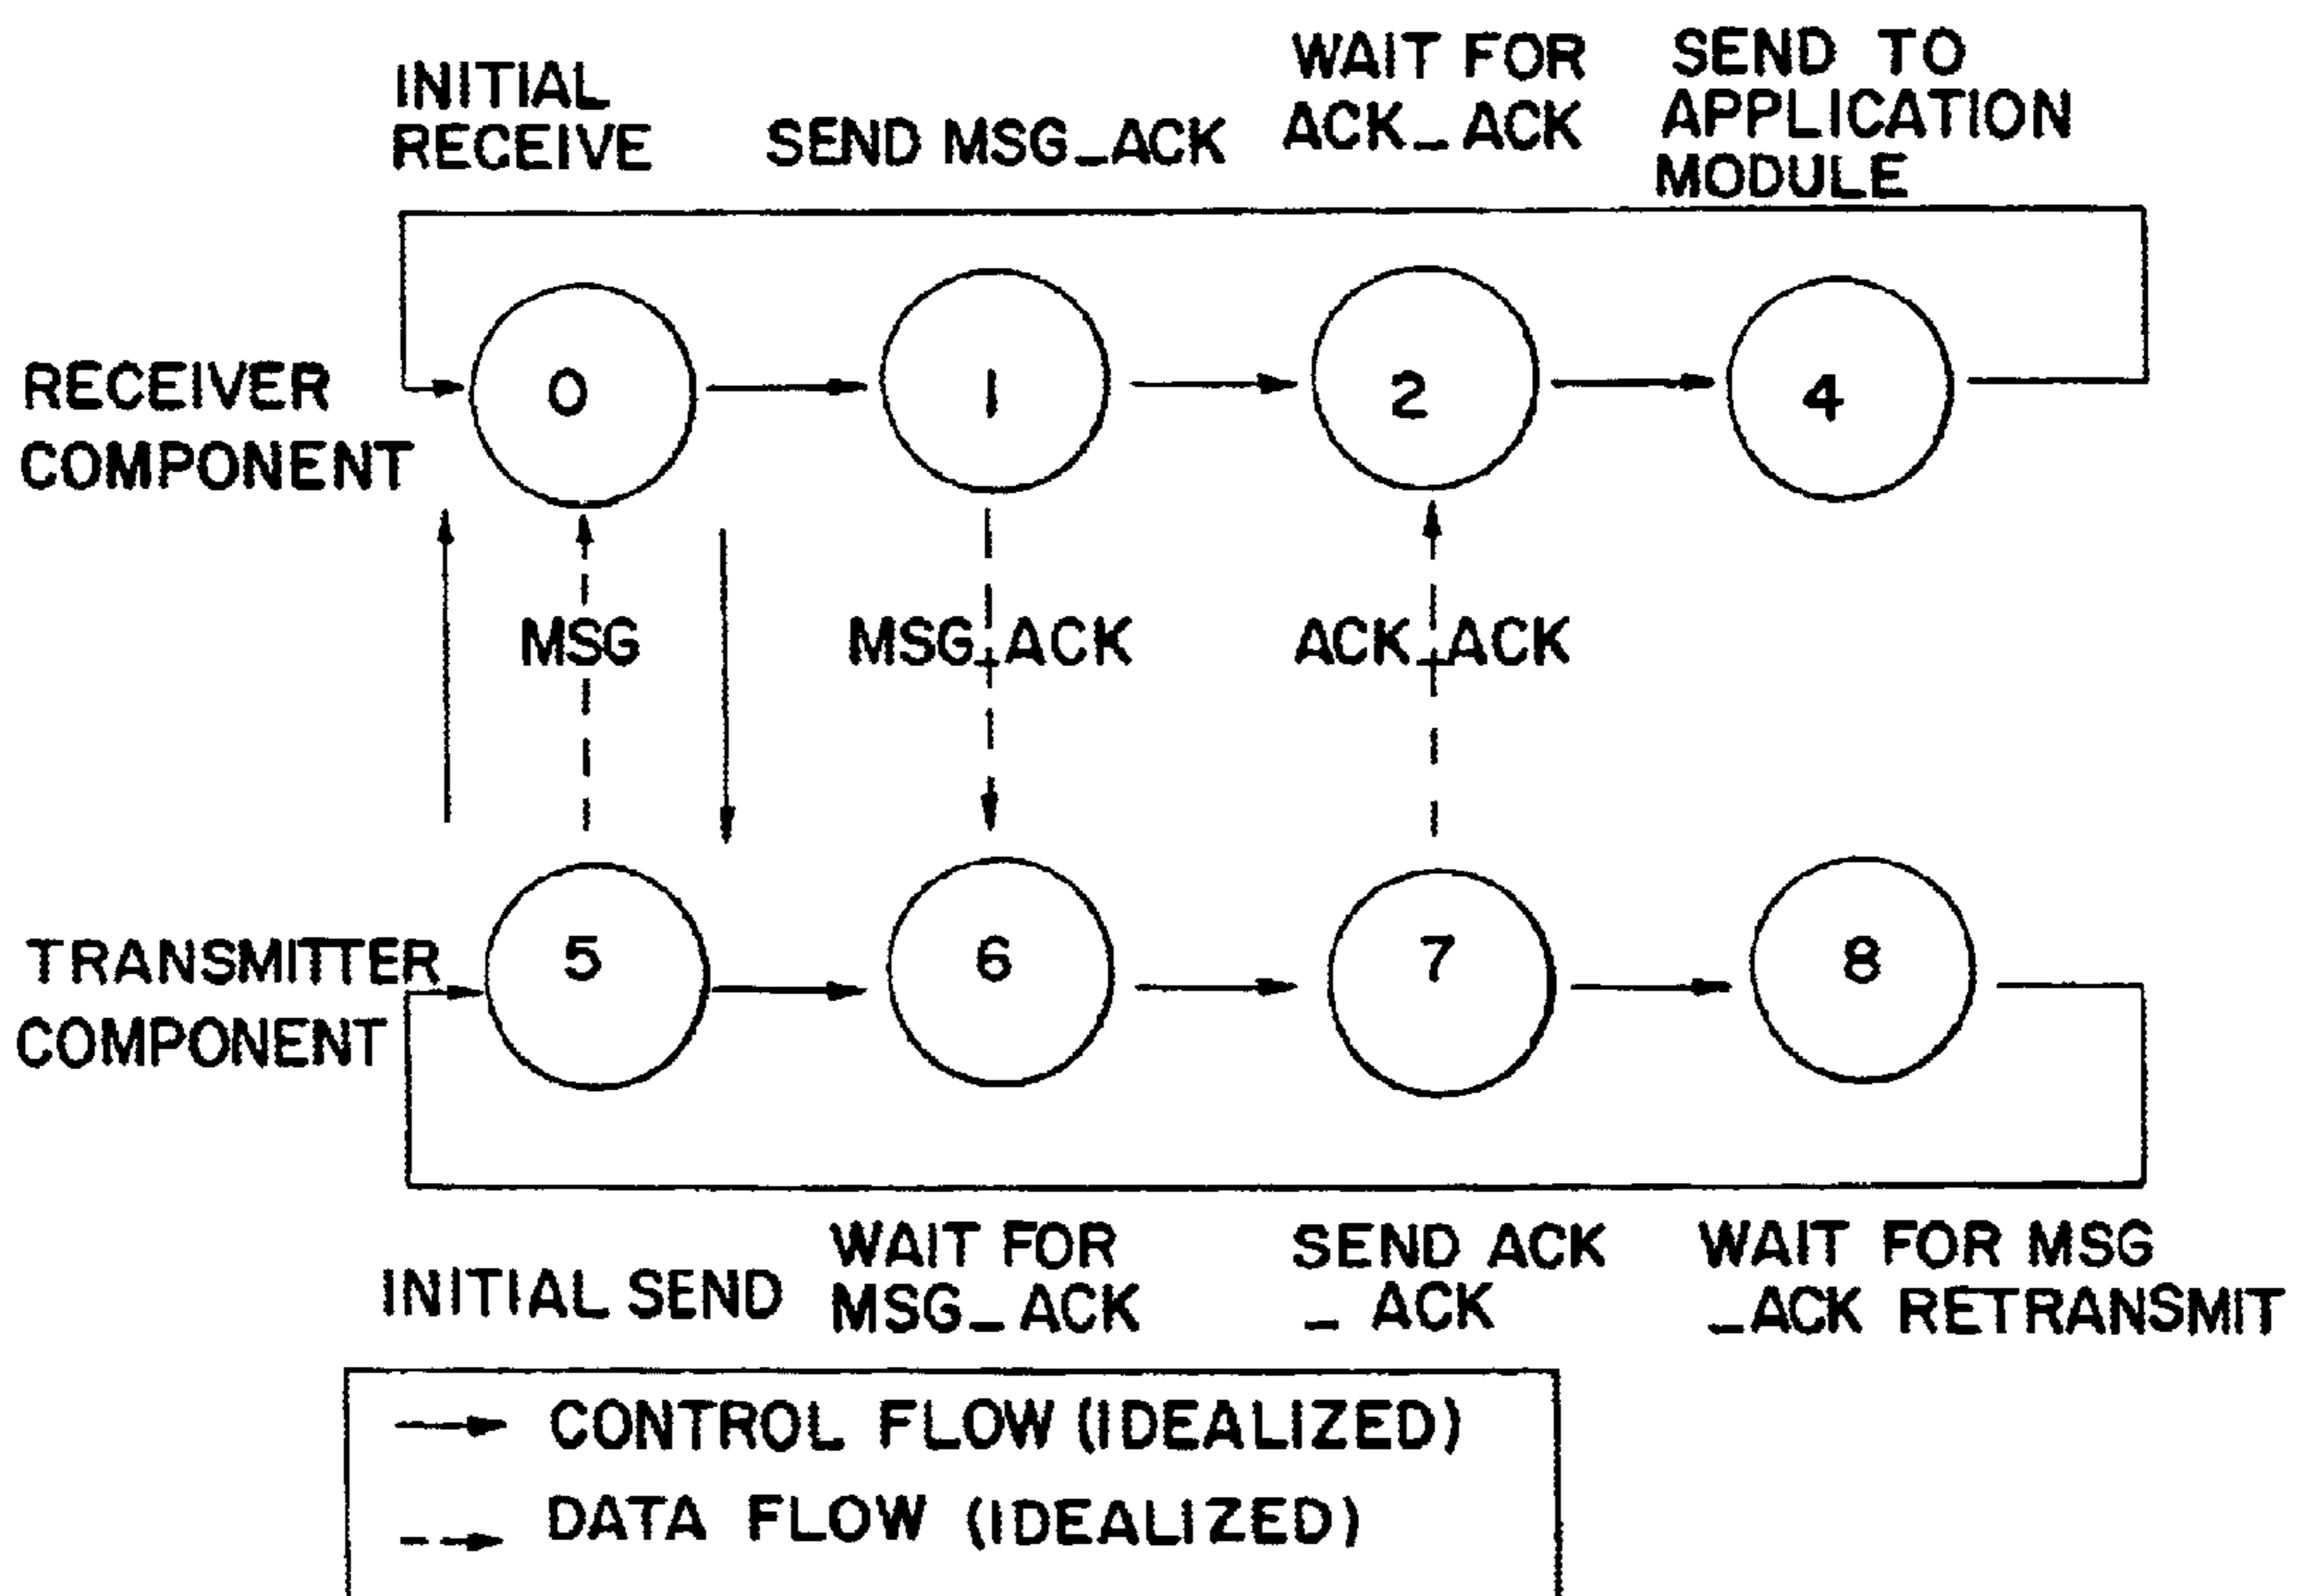 INITIAL
RECEIVE
SEND MSG_ACK
WAIT FOR
ACK_ACK
SEND TO
APPLICATION
MODULE
RECEIVER
COMPONENT
0
1
2
4
MSG
MSG_ACK
ACK_ACK
TRANSMITTER
COMPONENT
5
6
7
8
INITIAL SEND
WAIT FOR
MSG_ACK
SEND ACK
_ ACK
WAIT FOR MSG
_ACK RETRANSMIT
CONTROL FLOW (IDEALIZED)
DATA FLOW (IDEALIZED)